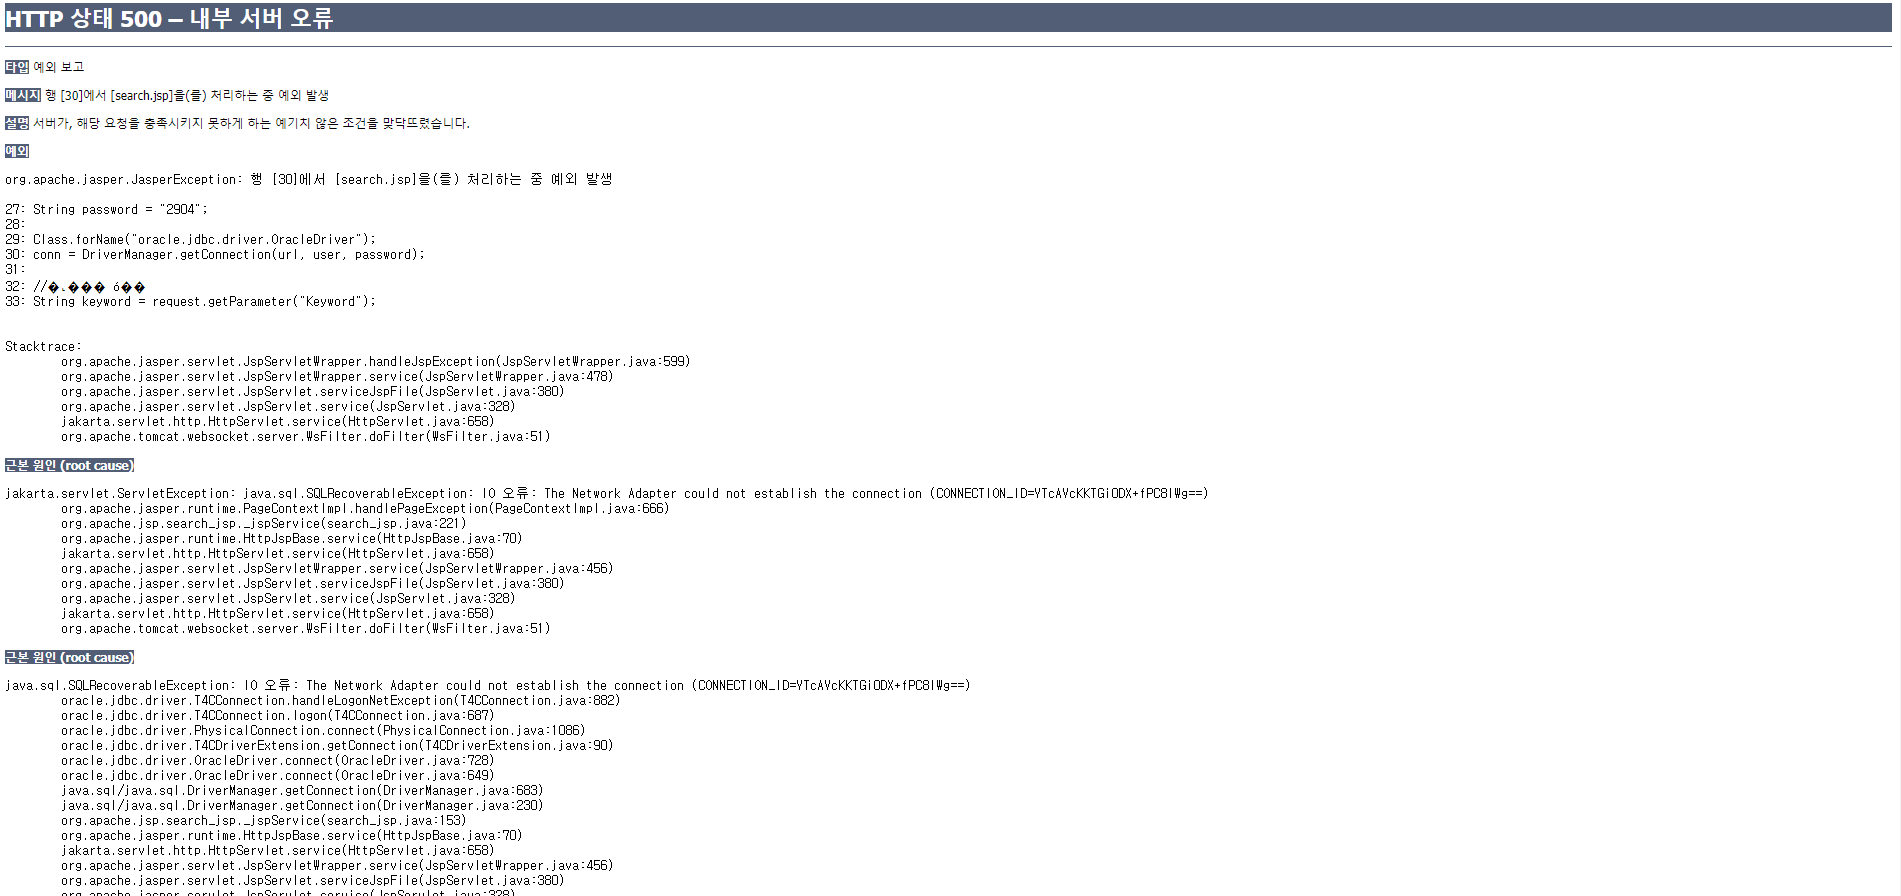 HTTP 상태 500 – 내부 서버 오류
타입 예외 보고
메시지 행 [30]에서 [search.jsp]을(를) 처리하는 중 예외 발생
설명 서버가, 해당 요청을 충족시키지 못하게 하는 예기치 않은 조건을 맞닥뜨렸습니다.
예외
org.apache.jasper.JasperException: 행 [30]에서 [search.jsp]을(를) 처리하는 중 예외 발생
27: String password = "2904";
28:
29: Class.forName("oracle.jdbc.driver.OracleDriver");
30: conn = DriverManager.getConnection(url, user, password);
31:
32: //�˻��� ó��
33: String keyword = request.getParameter("Keyword");
Stacktrace:
org.apache.jasper.servlet.JspServletWrapper.handleJspException(JspServletWrapper.java:599)
org.apache.jasper.servlet.JspServletWrapper.service(JspServletWrapper.java:478)
org.apache.jasper.servlet.JspServlet.serviceJspFile(JspServlet.java:380)
org.apache.jasper.servlet.JspServlet.service(JspServlet.java:328)
jakarta.servlet.http.HttpServlet.service(HttpServlet.java:658)
org.apache.tomcat.websocket.server.WsFilter.doFilter(WsFilter.java:51)
근본 원인 (root cause)
jakarta.servlet.ServletException: java.sql.SQLRecoverableException: IO 오류: The Network Adapter could not establish the connection (CONNECTION_ID=YTcAVcKKTGiODX+fPC8IWg==)
org.apache.jasper.runtime.PageContextImpl.handlePageException(PageContextImpl.java:666)
org.apache.jsp.search_jsp._jspService(search_jsp.java:221)
org.apache.jasper.runtime.HttpJspBase.service(HttpJspBase.java:70)
jakarta.servlet.http.HttpServlet.service(HttpServlet.java:658)
org.apache.jasper.servlet.JspServletWrapper.service(JspServletWrapper.java:456)
org.apache.jasper.servlet.JspServlet.serviceJspFile(JspServlet.java:380)
org.apache.jasper.servlet.JspServlet.service(JspServlet.java:328)
jakarta.servlet.http.HttpServlet.service(HttpServlet.java:658)
org.apache.tomcat.websocket.server.WsFilter.doFilter(WsFilter.java:51)
근본 원인 (root cause)
java.sql.SQLRecoverableException: IO 오류: The Network Adapter could not establish the connection (CONNECTION_ID=YTcAVcKKTGiODX+fPC8IWg==)
oracle.jdbc.driver.T4CConnection.handleLogonNetException(T4CConnection.java:882)
oracle.jdbc.driver.T4CConnection.logon(T4CConnection.java:687)
oracle.jdbc.driver.PhysicalConnection.connect(PhysicalConnection.java:1086)
oracle.jdbc.driver.T4CDriverExtension.getConnection(T4CDriverExtension.java:90)
oracle.jdbc.driver.OracleDriver.connect(OracleDriver.java:728)
oracle.jdbc.driver.OracleDriver.connect(OracleDriver.java:649)
java.sql/java.sql.DriverManager.getConnection(DriverManager.java:683)
java.sql/java.sql.DriverManager.getConnection(DriverManager.java:230)
org.apache.jsp.search_jsp._jspService(search_jsp.java:153)
org.apache.jasper.runtime.HttpJspBase.service(HttpJspBase.java:70)
jakarta.servlet.http.HttpServlet.service(HttpServlet.java:658)
org.apache.jasper.servlet.JspServletWrapper.service(JspServletWrapper.java:456)
org.apache.jasper.servlet.JspServlet.serviceJspFile(JspServlet.java:380)
org.apache.jasper.servlet.JspServlet.service(JspServlet.java:328)